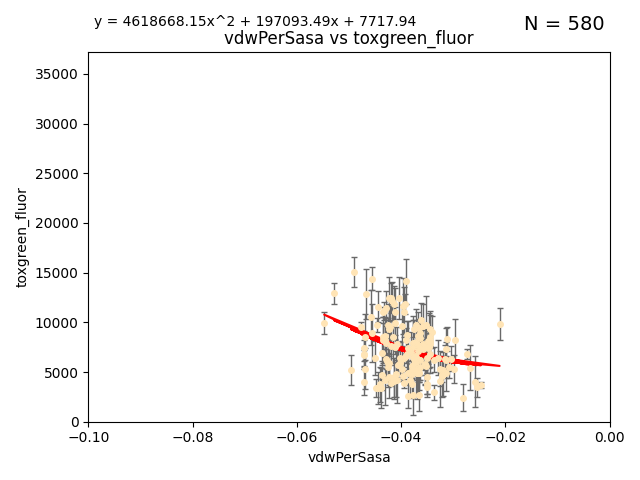 y = 4618668.15x^2 + 197093.49x + 7717.94
N = 580
vdwPerSasa vs toxgreen_fluor
35000
30000
25000
20000
15000
10000
5000
0
toxgreen_fluor
−0.10
−0.08
−0.06
−0.04
−0.02
0.00
vdwPerSasa